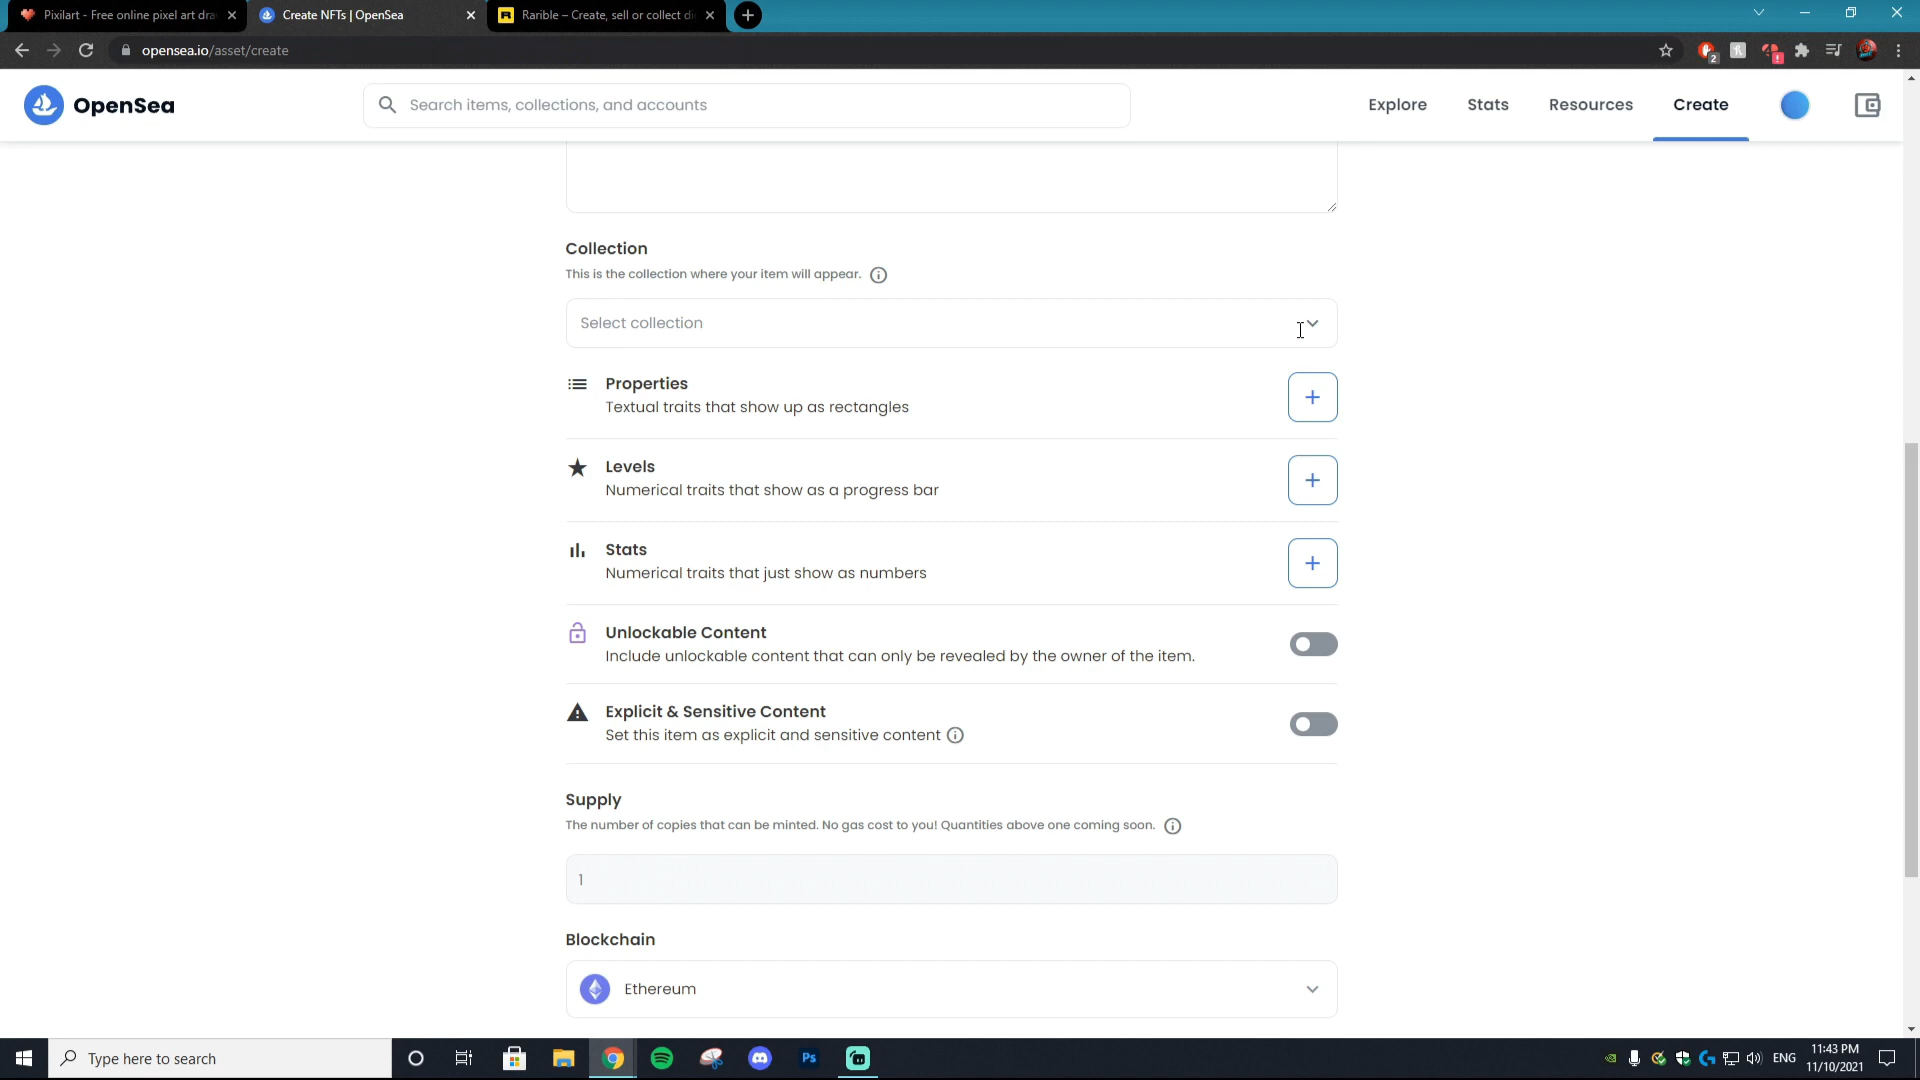 Pixilart - Free online pixel art dra
Create NFTs | OpenSea
Rarible – Create, sell or collect di
opensea.io/asset/create
2
OpenSea
Search items, collections, and accounts
Explore
Stats
Resources
Create
Collection
This is the collection where your item will appear.
Select collection
Properties
Textual traits that show up as rectangles
Levels
Numerical traits that show as a progress bar
Stats
Numerical traits that just show as numbers
Unlockable Content
Include unlockable content that can only be revealed by the owner of the item.
Explicit & Sensitive Content
Set this item as explicit and sensitive content
Supply
The number of copies that can be minted. No gas cost to you! Quantities above one coming soon.
1
Blockchain
Ethereum
Type here to search
Ps
ENG
11:43 PM
11/10/2021